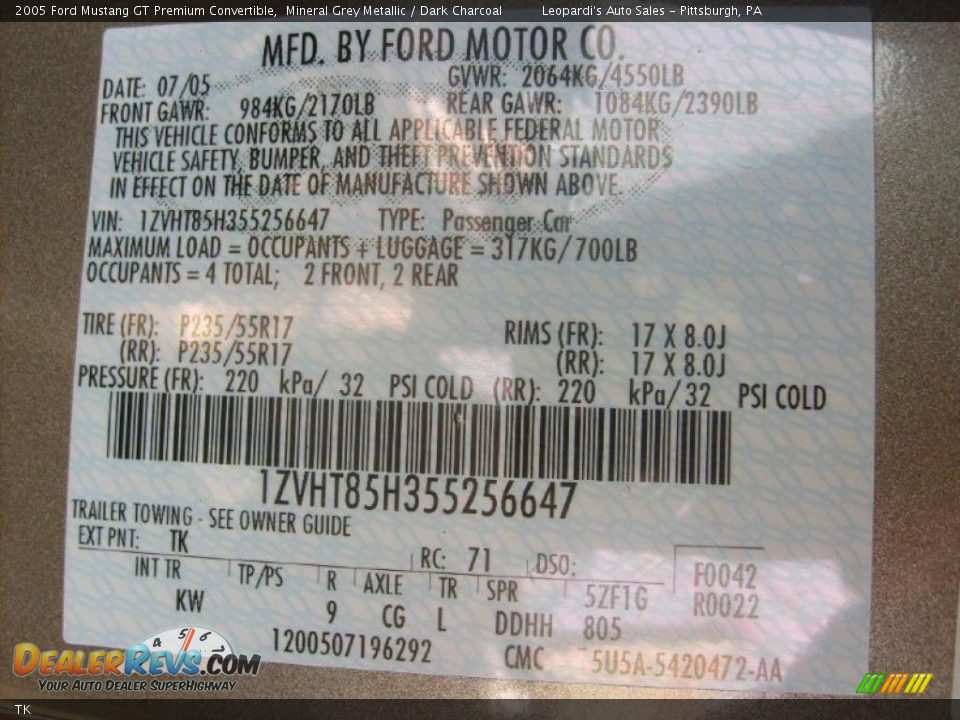 2005 Ford Mustang GT Premium Convertible, Mineral Grey Metallic / Dark Charcoal Leopardi's Auto Sales - Pittsburgh, PA
MFD. BY FORD MOTOR CO.
DATE: 07/05 GVWR: 2064KG/4550LB
FRONT GAWR: 984KG/2170LB REAR GAWR: 1084KG/2390LB
THIS VEHICLE CONFORMS TO ALL APPLICABLE FEDERAL MOTOR
VEHICLE SAFETY, BUMPER, AND THEFT PREVENTION STANDARDS
IN EFFECT ON THE DATE OF MANUFACTURE SHOWN ABOVE.
VIN: 1ZVHT85H355256647 TYPE: Passenger Car
MAXIMUM LOAD = OCCUPANTS + LUGGAGE = 317KG/700LB
OCCUPANTS = 4 TOTAL; 2 FRONT, 2 REAR
TIRE (FR): P235/55R17 RIMS (FR): 17 X 8.0J
(RR): P235/55R17 (RR): 17 X 8.0J
PRESSURE (FR): 220 kPa/ 32 PSI COLD (RR): 220 kPa/ 32 PSI COLD
1ZVHT85H355256647
TRAILER TOWING - SEE OWNER GUIDE
EXT PNT: TK RC: 71 DSO: F0042
INT TR TP/PS R AXLE TR SPR 5ZF1G R0022
KW 9 CG L DDHH 805
1200507196292 CMC 5U5A-5420472-AA
4 5 6
DEALERREVS.COM
YOUR AUTO DEALER SUPERHIGHWAY
TK